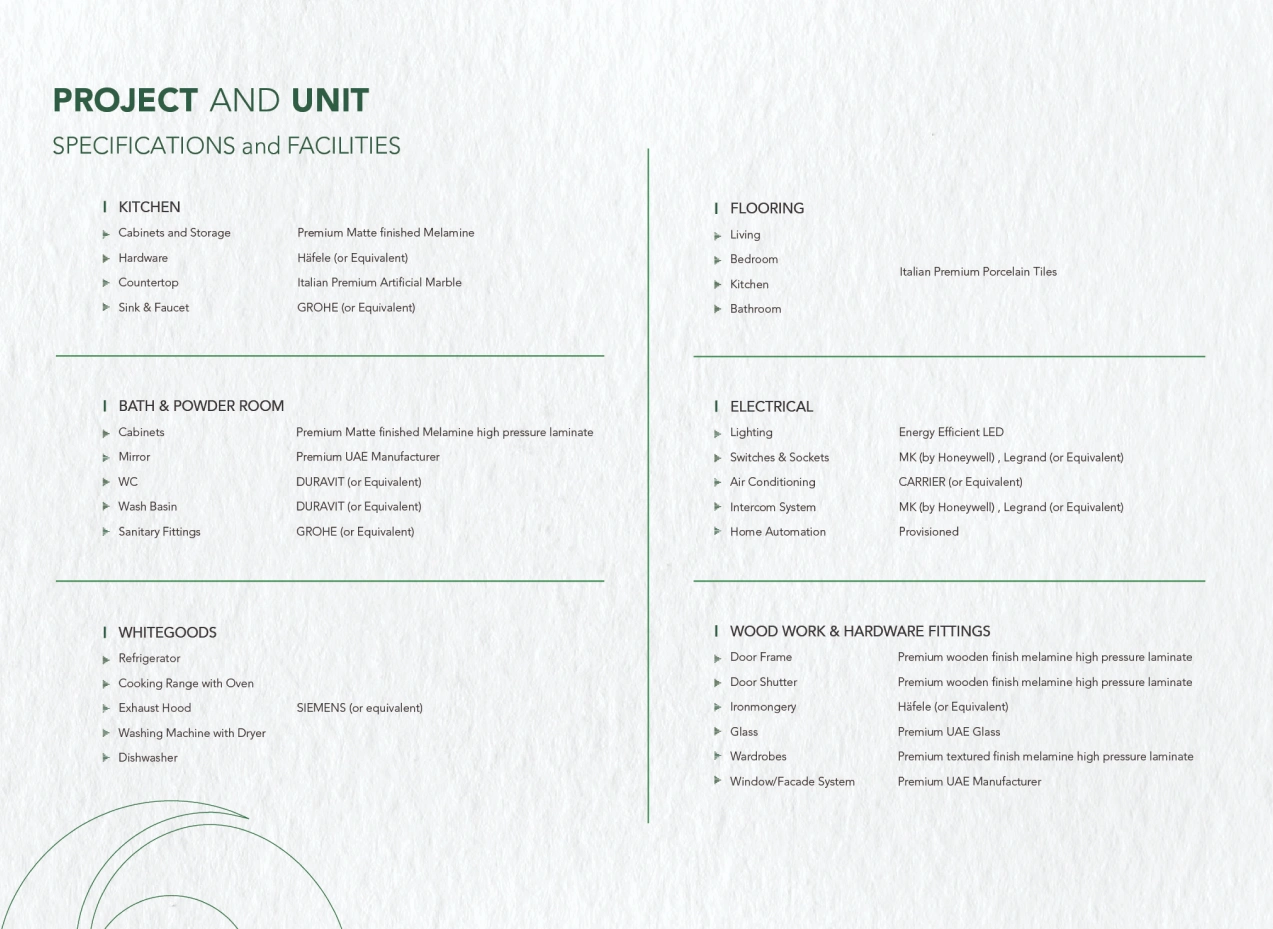 PROJECT AND UNIT
SPECIFICATIONS and FACILITIES
KITCHEN
Cabinets and Storage Premium Matte finished Melamine
Hardware Häfele (or Equivalent)
Countertop Italian Premium Artificial Marble
Sink & Faucet GROHE (or Equivalent)
BATH & POWDER ROOM
Cabinets Premium Matte finished Melamine high pressure laminate
Mirror Premium UAE Manufacturer
WC DURAVIT (or Equivalent)
Wash Basin DURAVIT (or Equivalent)
Sanitary Fittings GROHE (or Equivalent)
WHITEGOODS
Refrigerator
Cooking Range with Oven
Exhaust Hood SIEMENS (or equivalent)
Washing Machine with Dryer
Dishwasher
FLOORING
Living
Bedroom
Italian Premium Porcelain Tiles
Kitchen
Bathroom
ELECTRICAL
Lighting Energy Efficient LED
Switches & Sockets MK (by Honeywell) , Legrand (or Equivalent)
Air Conditioning CARRIER (or Equivalent)
Intercom System MK (by Honeywell) , Legrand (or Equivalent)
Home Automation Provisioned
WOOD WORK & HARDWARE FITTINGS
Door Frame Premium wooden finish melamine high pressure laminate
Door Shutter Premium wooden finish melamine high pressure laminate
Ironmongery Häfele (or Equivalent)
Glass Premium UAE Glass
Wardrobes Premium textured finish melamine high pressure laminate
Window/Facade System Premium UAE Manufacturer